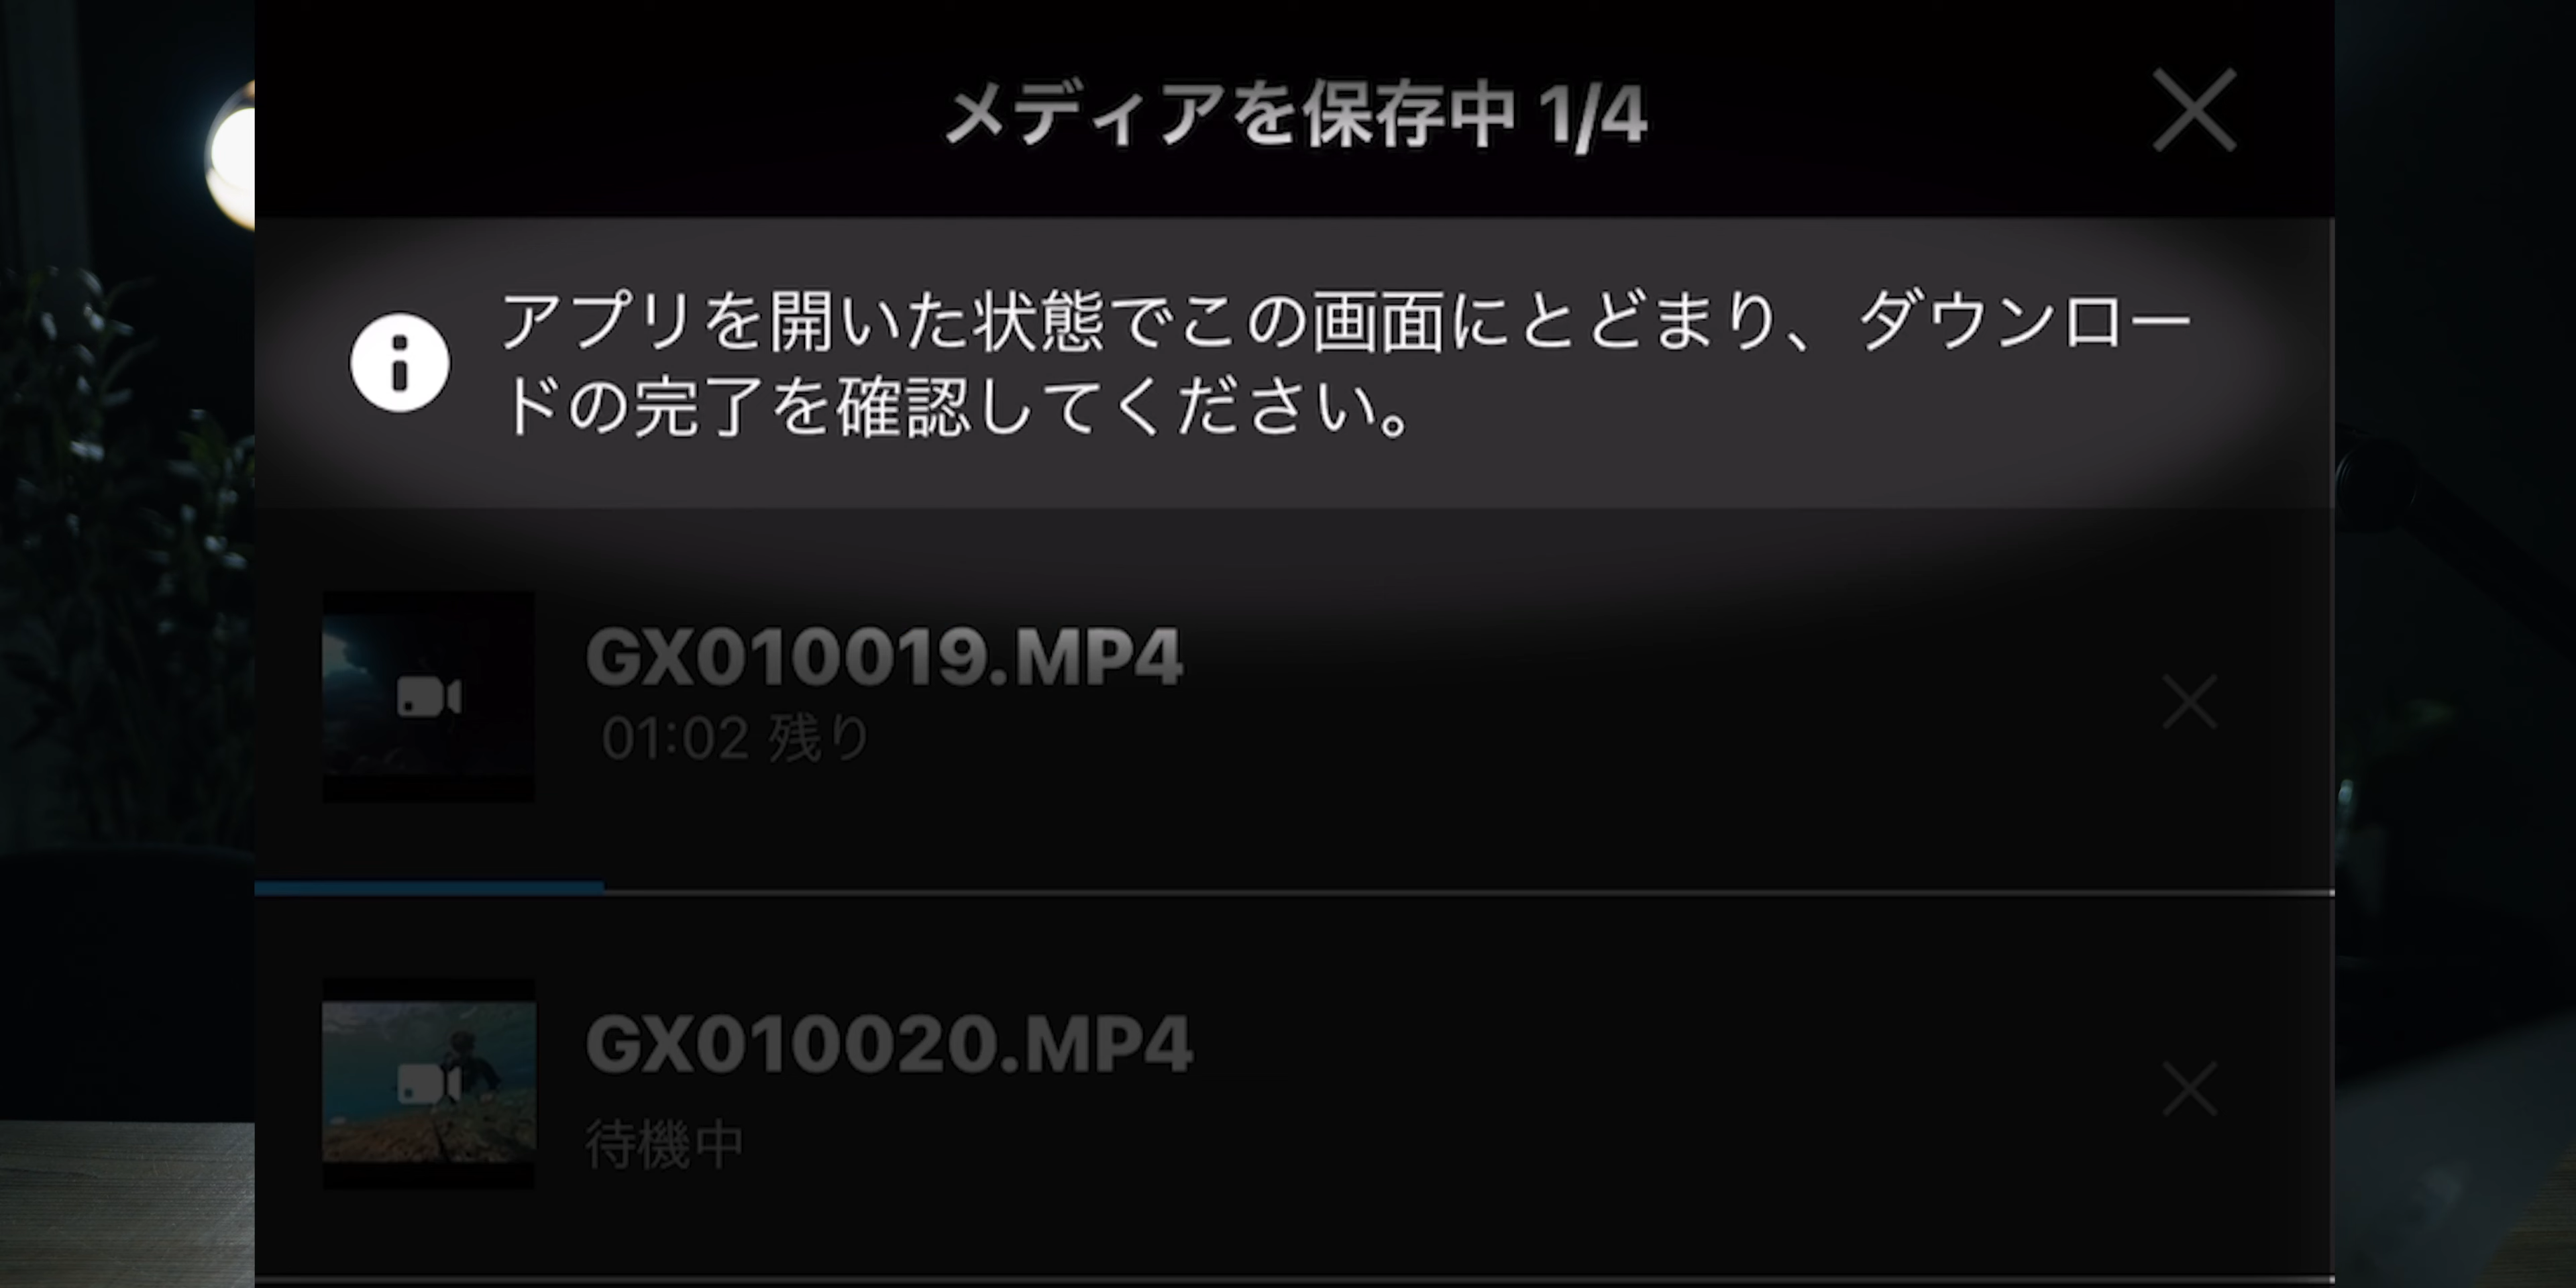 メディアを保存中 1/4
アプリを開いた状態でこの画面にとどまり、ダウンロー
ドの完了を確認してください。
GX010019.MP4
01:02 残り
GX010020.MP4
待機中